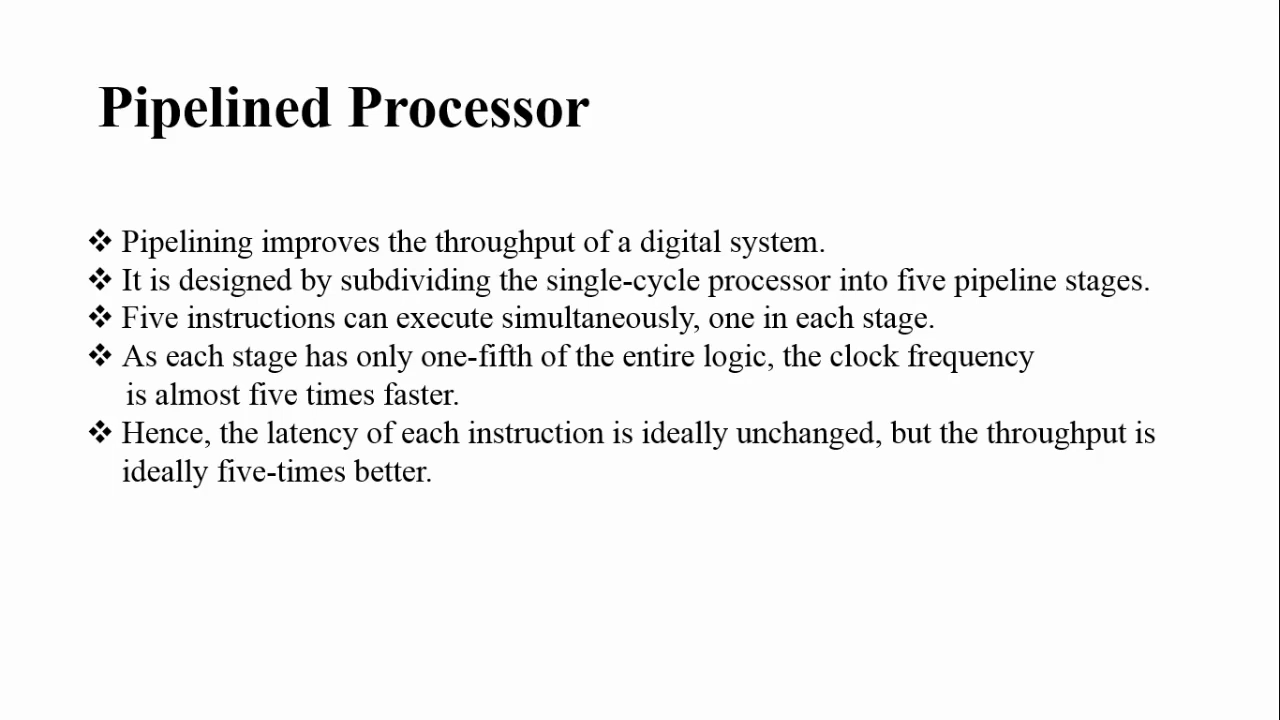 Pipelined Processor
❖ Pipelining improves the throughput of a digital system.
❖ It is designed by subdividing the single-cycle processor into five pipeline stages.
❖ Five instructions can execute simultaneously, one in each stage.
❖ As each stage has only one-fifth of the entire logic, the clock frequency
is almost five times faster.
❖ Hence, the latency of each instruction is ideally unchanged, but the throughput is
ideally five-times better.